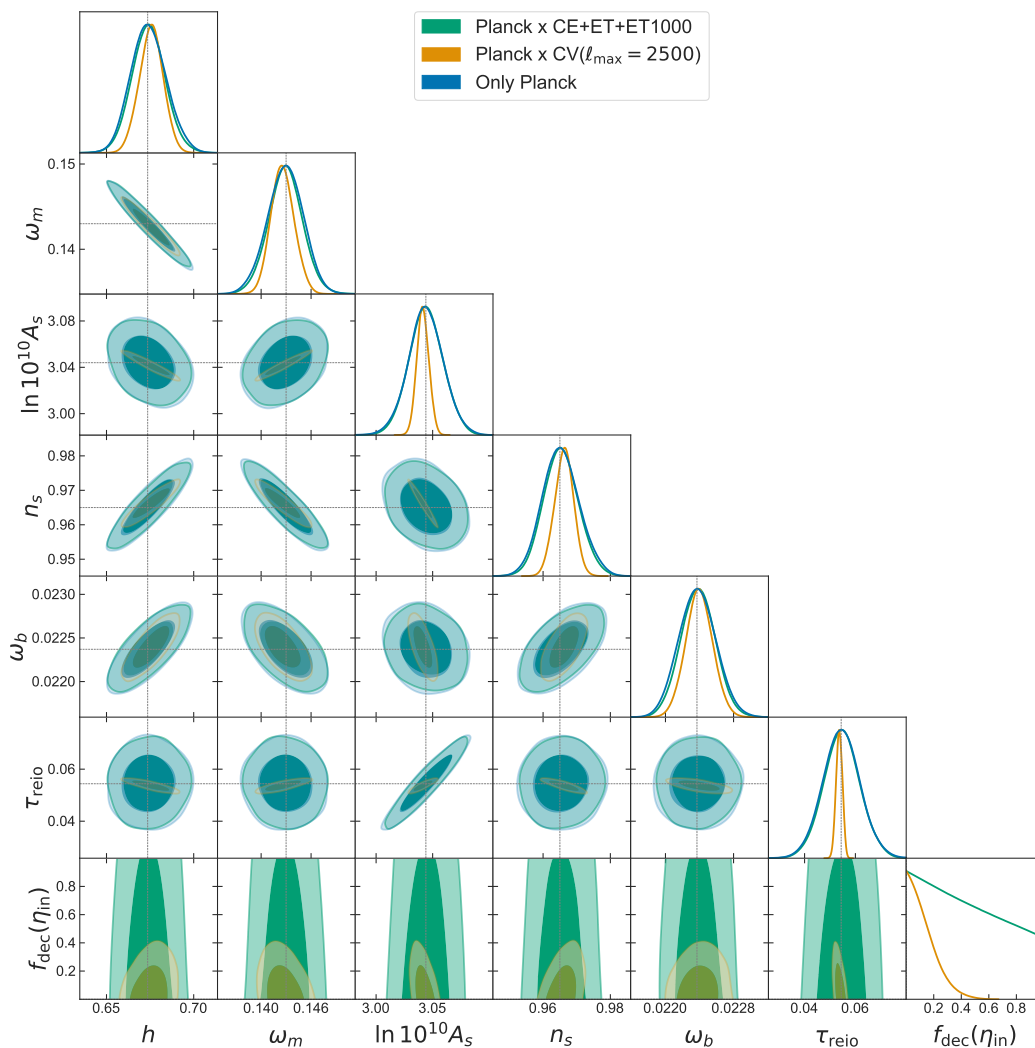 Planck x CE+ET+ET1000
Planck x CV(ℓmax = 2500)
Only Planck
0.15
0.14
ωm
3.08
3.04
3.00
ln 10¹⁰As
0.98
0.97
0.96
0.95
ns
0.0230
0.0225
0.0220
ωb
0.06
0.04
τreio
0.8
0.6
0.4
0.2
fdec(ηin)
0.65 0.70
0.140 0.146
3.00 3.05
0.96 0.98
0.0220 0.0228
0.04 0.06
0.2 0.4 0.6 0.8
h
ωm
ln 10¹⁰As
ns
ωb
τreio
fdec(ηin)